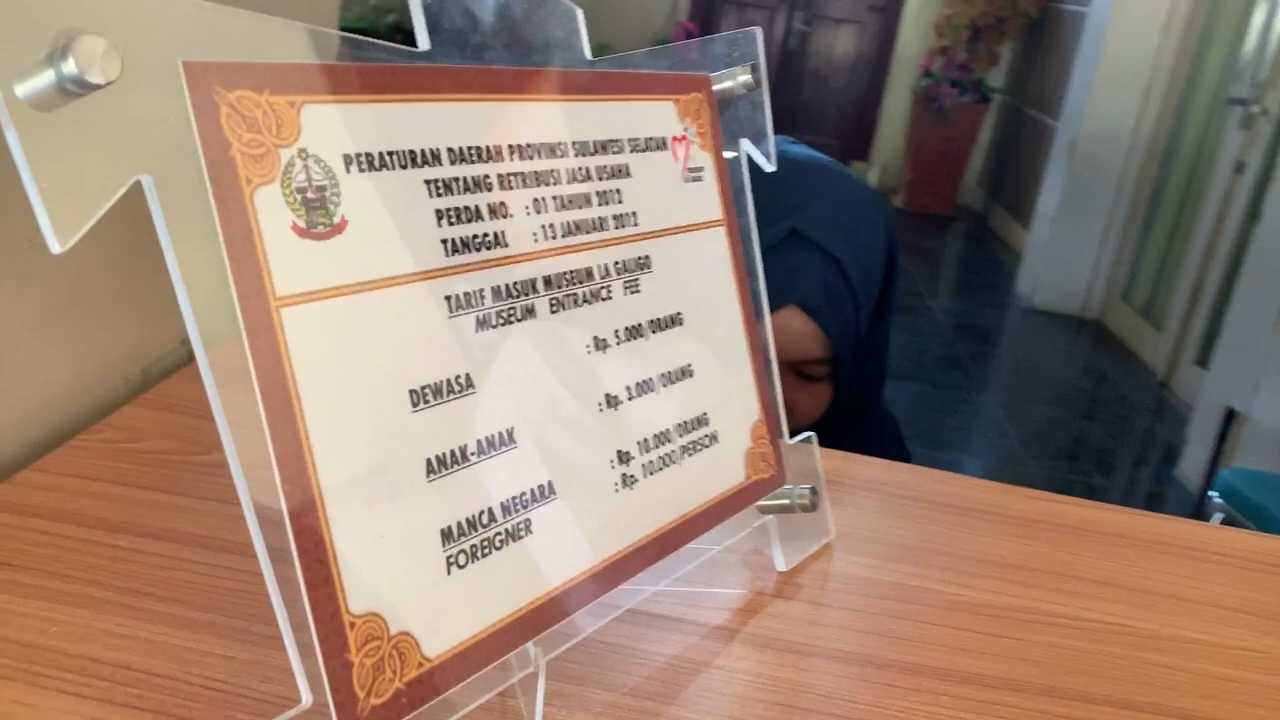 PERATURAN DAERAH PROVINSI SULAWESI SELATAN
TENTANG RETRIBUSI JASA USAHA
PERDA NO. : 01 TAHUN 2012
TANGGAL : 13 JANUARI 2012
TARIF MASUK MUSEUM LA GALIGO
MUSEUM ENTRANCE FEE
DEWASA : Rp. 5.000/ORANG
ANAK-ANAK : Rp. 3.000/ORANG
MANCA NEGARA : Rp. 10.000/ORANG
FOREIGNER : Rp. 10.000/PERSON